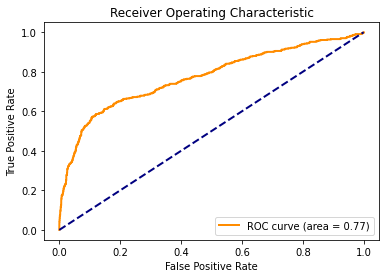 Receiver Operating Characteristic
True Positive Rate
1.0
0.8
0.6
0.4
0.2
0.0
ROC curve (area = 0.77)
0.0 0.2 0.4 0.6 0.8 1.0
False Positive Rate